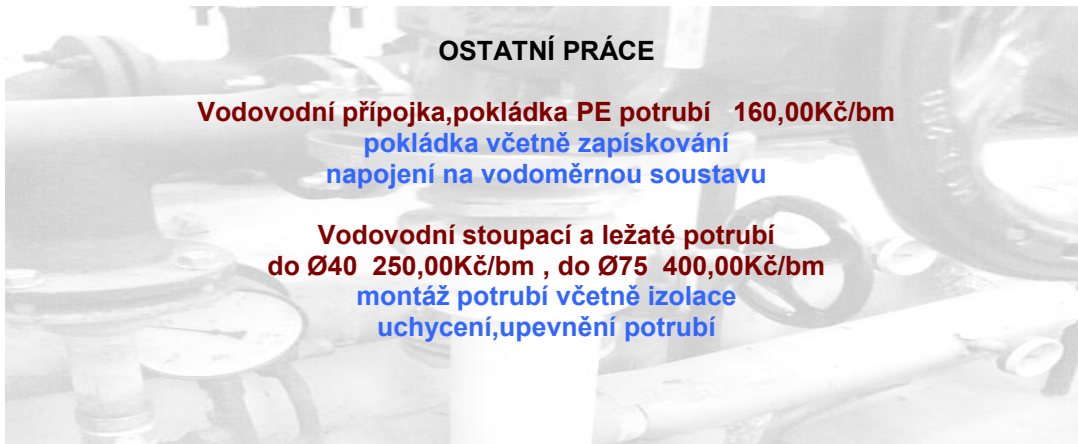 OSTATNÍ PRÁCE
Vodovodní přípojka,pokládka PE potrubí 160,00Kč/bm
pokládka včetně zapískování
napojení na vodoměrnou soustavu
Vodovodní stoupací a ležaté potrubí
do Ø40 250,00Kč/bm , do Ø75 400,00Kč/bm
montáž potrubí včetně izolace
uchycení,upevnění potrubí